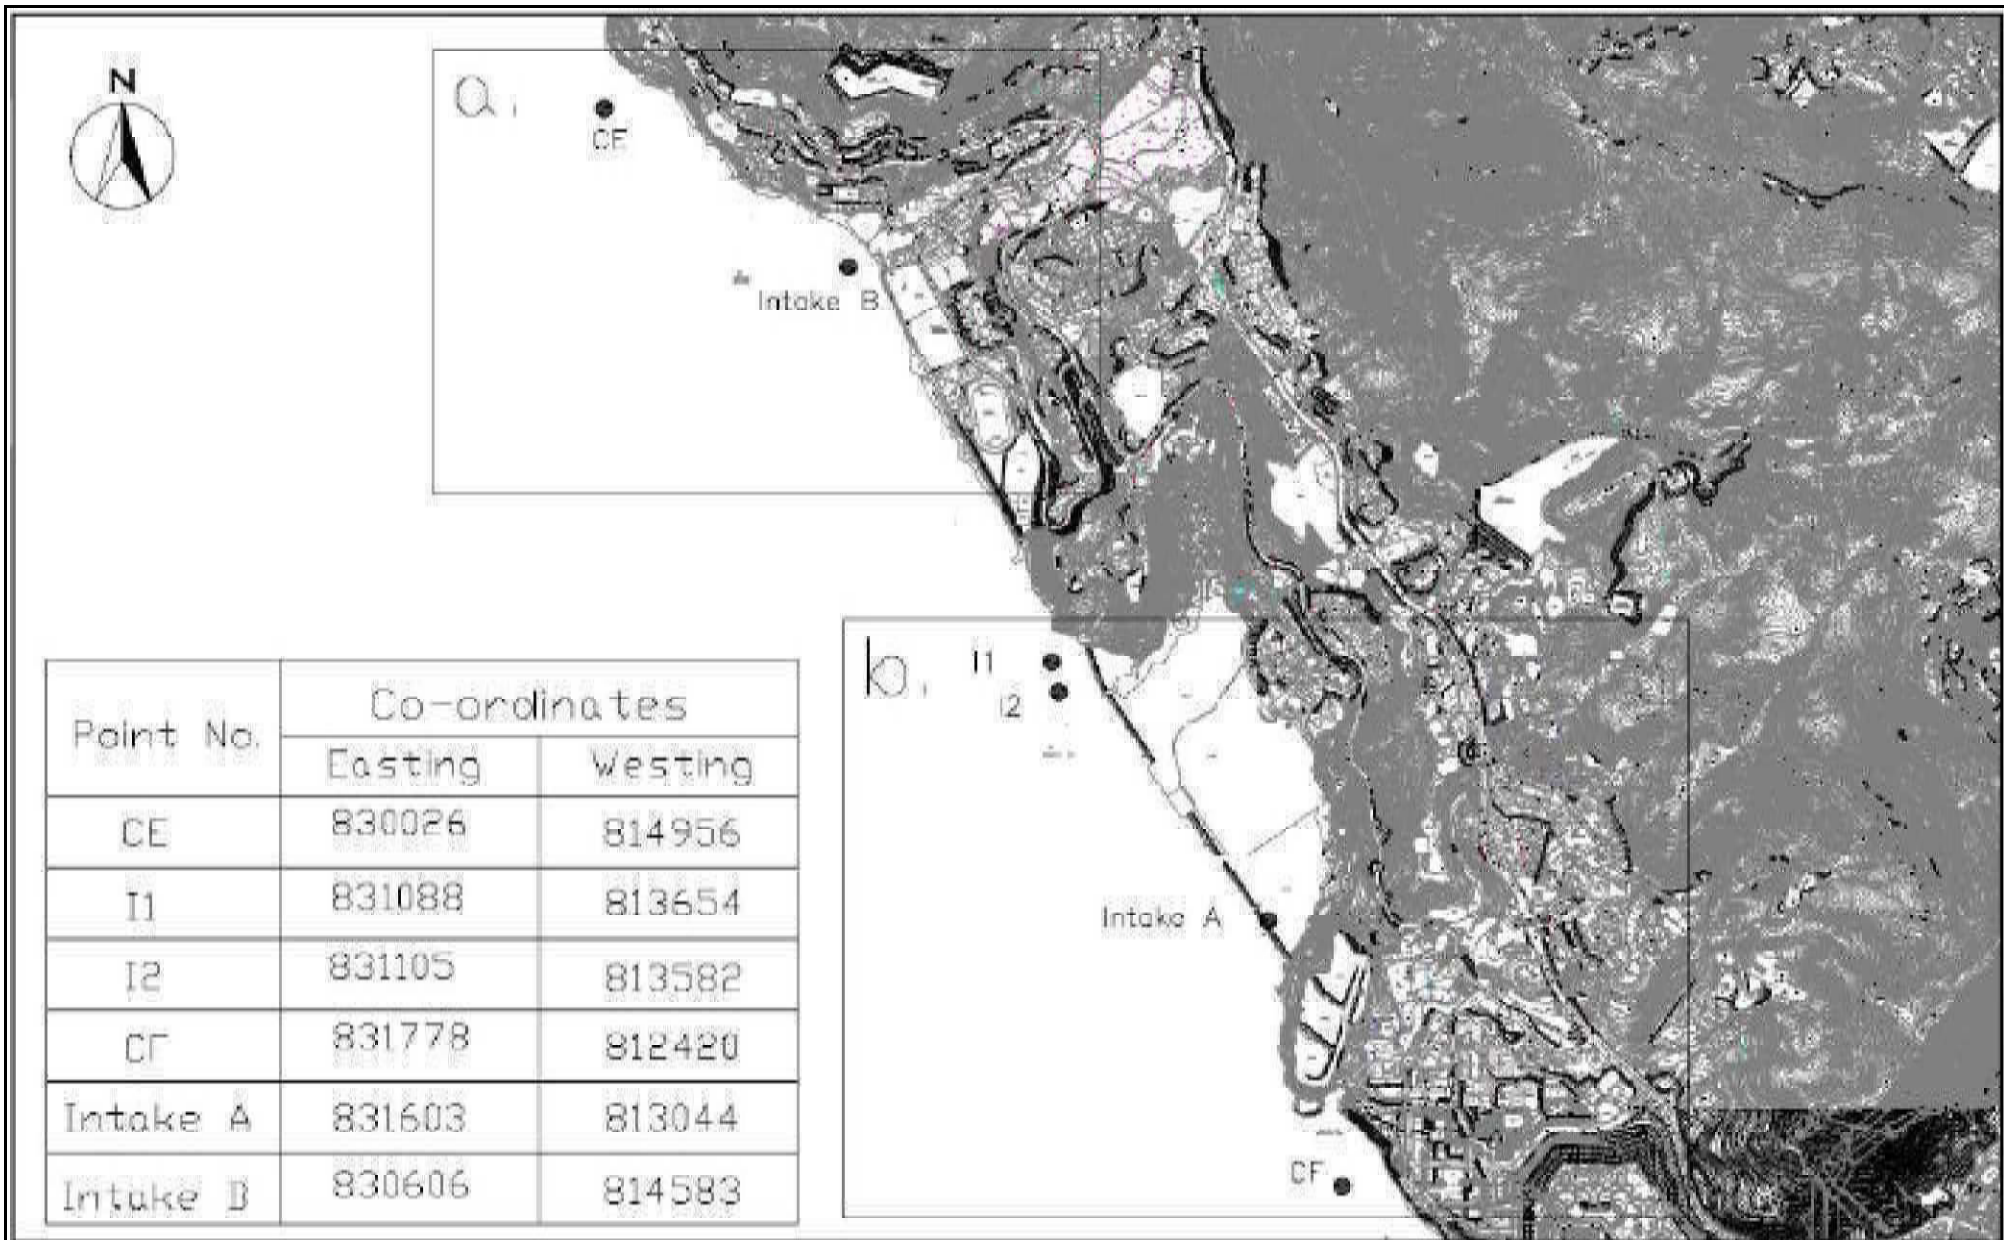 N
a,
CE
Intake B
b,
I1
I2
Intake A
CF
Point No.
Co-ordinates
Easting
Westing
CE
830026
814956
I1
831088
813654
I2
831105
813582
CF
831778
812420
Intake A
831603
813044
Intake B
830606
814583